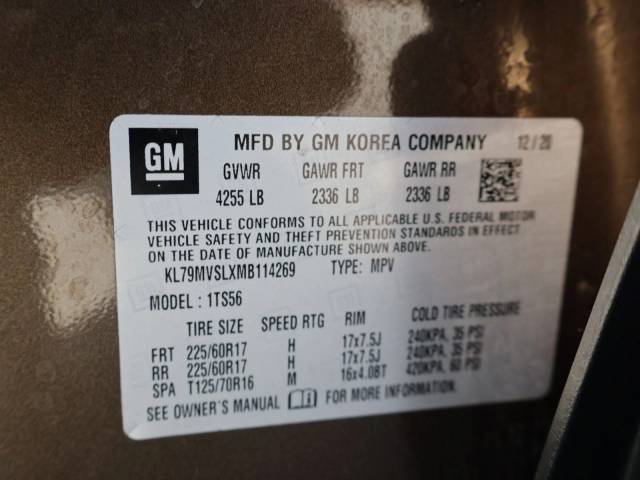 GM MFD BY GM KOREA COMPANY 12/20
GVWR GAWR FRT GAWR RR
4255 LB 2336 LB 2336 LB
THIS VEHICLE CONFORMS TO ALL APPLICABLE U.S. FEDERAL MOTOR
VEHICLE SAFETY AND THEFT PREVENTION STANDARDS IN EFFECT
ON THE DATE OF MANUFACTURE SHOWN ABOVE.
KL79MVSLXMB114269 TYPE: MPV
MODEL: 1TS56
TIRE SIZE SPEED RTG RIM COLD TIRE PRESSURE
FRT 225/60R17 H 17x7.5J 240KPA, 35 PSI
RR 225/60R17 H 17x7.5J 240KPA, 35 PSI
SPA T125/70R16 M 16x4.08T 420KPA, 60 PSI
SEE OWNER'S MANUAL FOR MORE INFORMATION